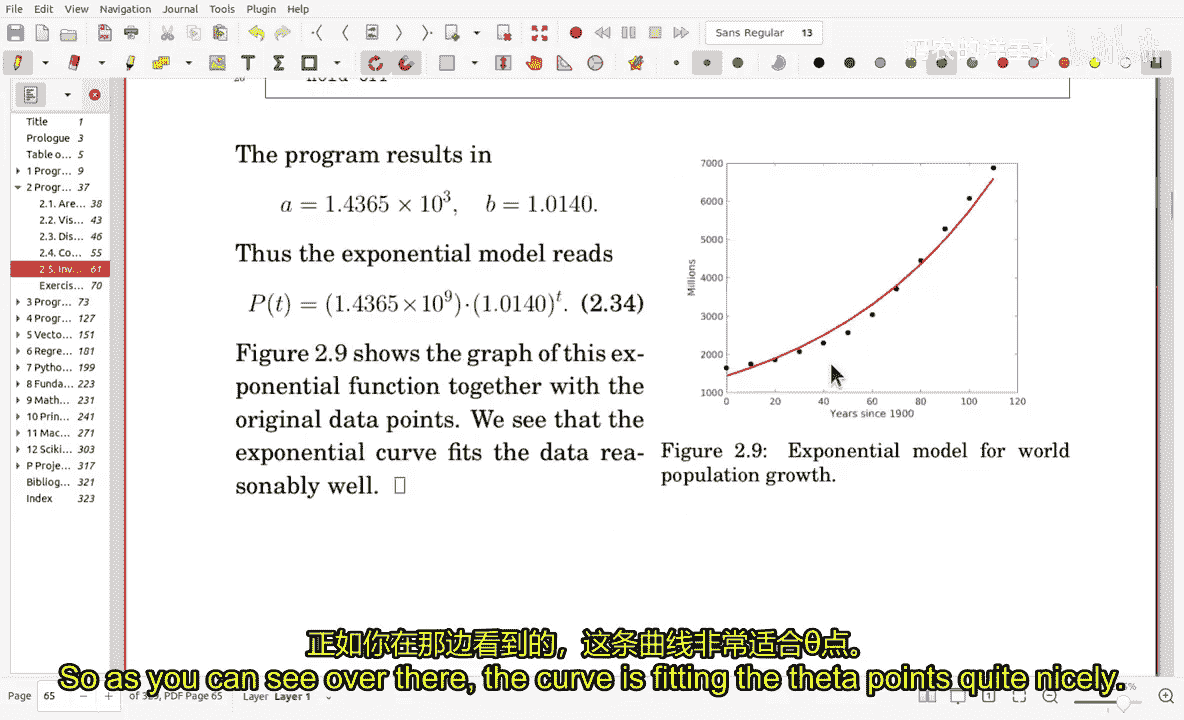 File Edit View Navigation Journal Tools Plugin Help
Sans Regular 13
Title 1
Prologue 3
Table o... 5
1 Progr... 9
2 Progr... 37
2.1. Are... 38
2.2. Vis... 43
2.3. Dis... 46
2.4. Co... 55
2.5. Inv... 61
Exercis... 70
3 Progr... 73
4 Progr... 127
5 Vecto... 151
6 Regre... 181
7 Pytho... 199
8 Funda... 223
9 Math... 231
10 Prin... 241
11 Mac... 271
12 Sciki... 303
P Proje... 317
Bibliog... 321
Index 323
The program results in
a = 1.4365 × 10³, b = 1.0140.
Thus the exponential model reads
P(t) = (1.4365×10⁹)·(1.0140)ᵗ. (2.34)
Figure 2.9 shows the graph of this ex-
ponential function together with the
original data points. We see that the
exponential curve fits the data rea-
sonably well. □
7000
6000
5000
4000
3000
2000
1000
Millions
0 20 40 60 80 100 120
Years since 1900
Figure 2.9: Exponential model for world
population growth.
正如你在那边看到的，这条曲线非常适合θ点。
So as you can see over there, the curve is fitting the theta points quite nicely.
Page 65 PDF Page 65 Layer Layer 1